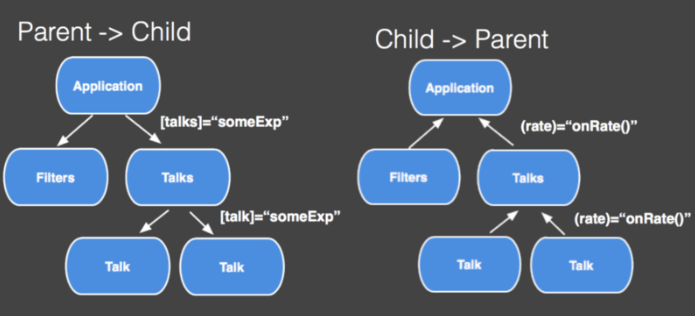 Parent -> Child
Application
[talks]=“someExp”
Filters
Talks
[talk]=“someExp”
Talk
Talk
Child -> Parent
Application
(rate)=“onRate()”
Filters
Talks
(rate)=“onRate()”
Talk
Talk